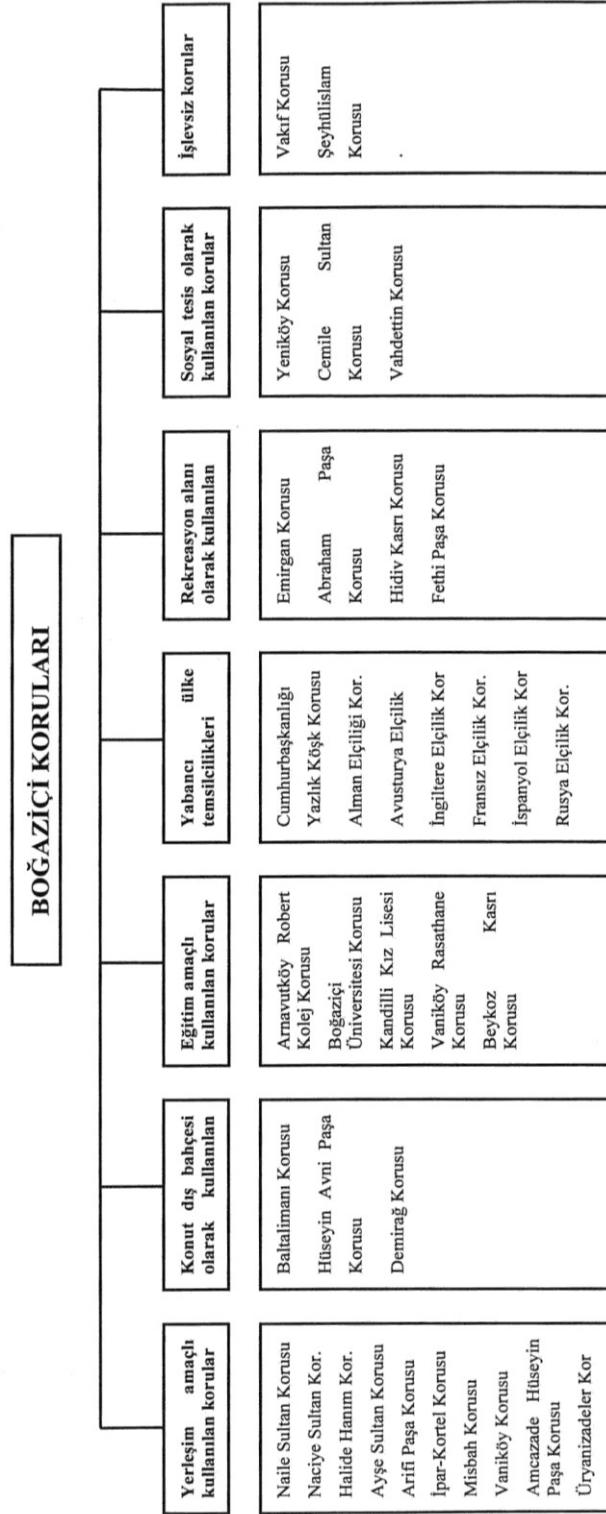 BOĞAZİÇİ KORULARI
Yerleşim amaçlı
kullanılan korular
Naile Sultan Korusu
Naciye Sultan Kor.
Halide Hanım Kor.
Ayşe Sultan Korusu
Arifi Paşa Korusu
İpar-Kortel Korusu
Misbah Korusu
Vaniköy Korusu
Amcazade Hüseyin
Paşa Korusu
Üryanizadeler Kor
Konut dış bahçesi
olarak kullanılan
Baltalimanı Korusu
Hüseyin Avni Paşa
Korusu
Demirağ Korusu
Eğitim amaçlı
kullanılan korular
Arnavutköy Robert
Kolej Korusu
Boğaziçi
Üniversitesi Korusu
Kandilli Kız Lisesi
Korusu
Vaniköy Rasathane
Korusu
Beykoz Kasrı
Korusu
Yabancı ülke
temsilcilikleri
Cumhurbaşkanlığı
Yazlık Köşk Korusu
Alman Elçiliği Kor.
Avusturya Elçilik
İngiltere Elçilik Kor
Fransız Elçilik Kor.
İspanyol Elçilik Kor
Rusya Elçilik Kor.
Rekreasyon alanı
olarak kullanılan
Emirgan Korusu
Abraham Paşa
Korusu
Hidiv Kasrı Korusu
Fethi Paşa Korusu
Sosyal tesis olarak
kullanılan korular
Yeniköy Korusu
Cemile Sultan
Korusu
Vahdettin Korusu
İşlevsiz korular
Vakıf Korusu
Şeyhülislam
Korusu
.